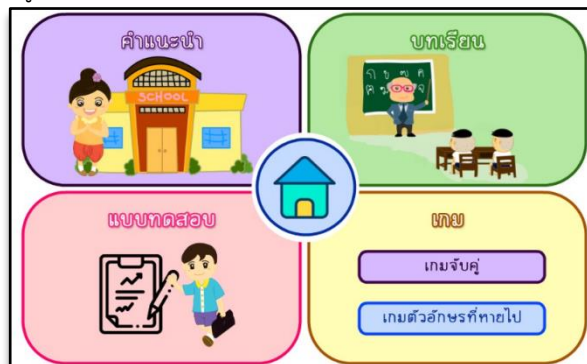 คำแนะนำ
SCHOOL
บทเรียน
แบบทดสอบ
เกม
เกมจับคู่
เกมตัวอักษรที่หายไป